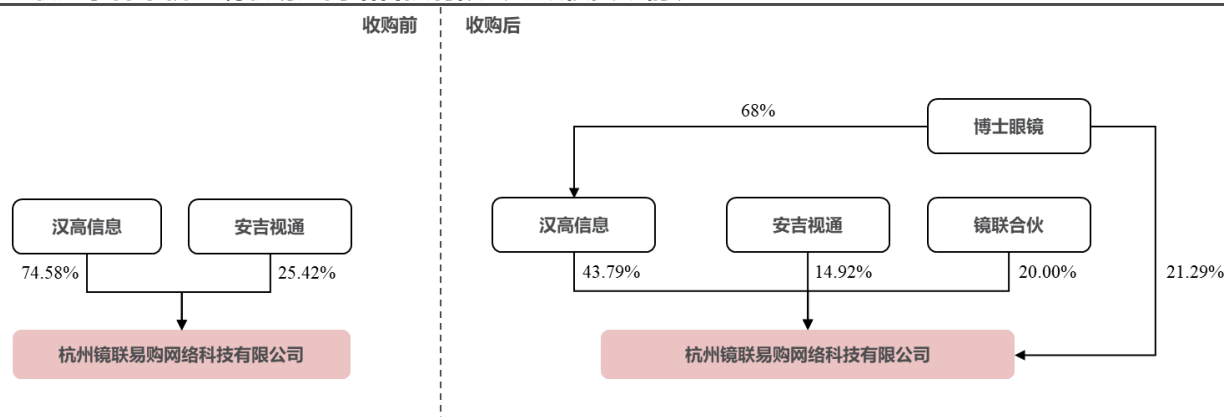 收购前
收购后
68%
博士眼镜
汉高信息
安吉视通
汉高信息
安吉视通
镜联合伙
74.58%
25.42%
43.79%
14.92%
20.00%
21.29%
杭州镜联易购网络科技有限公司
杭州镜联易购网络科技有限公司